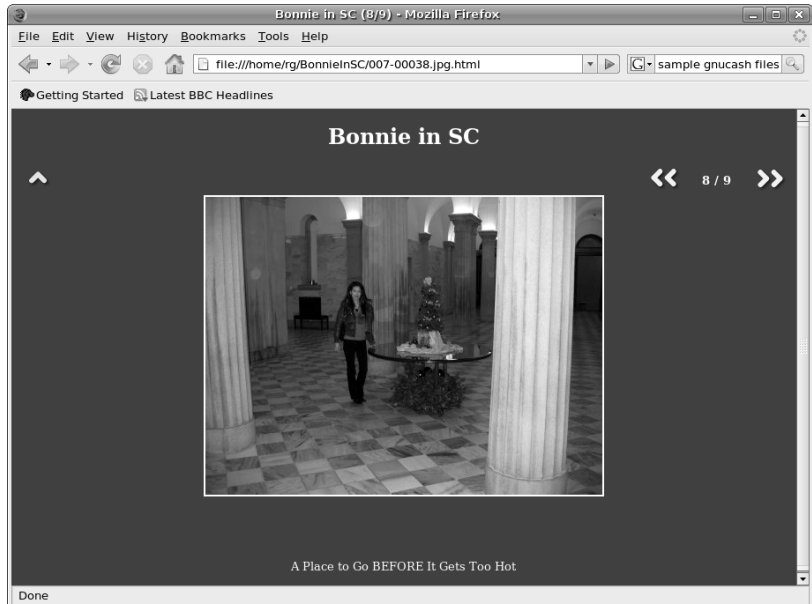 Bonnie in SC (8/9) - Mozilla Firefox
File Edit View History Bookmarks Tools Help
file:///home/rg/BonnieInSC/007-00038.jpg.html G sample gnucash files
Getting Started Latest BBC Headlines
Bonnie in SC
8 / 9
A Place to Go BEFORE It Gets Too Hot
Done